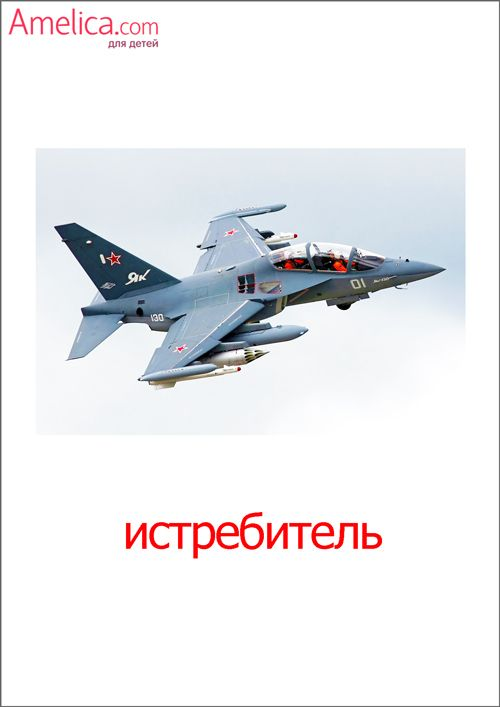 Amelica.com
для детей
ЯК
130
01
истребитель